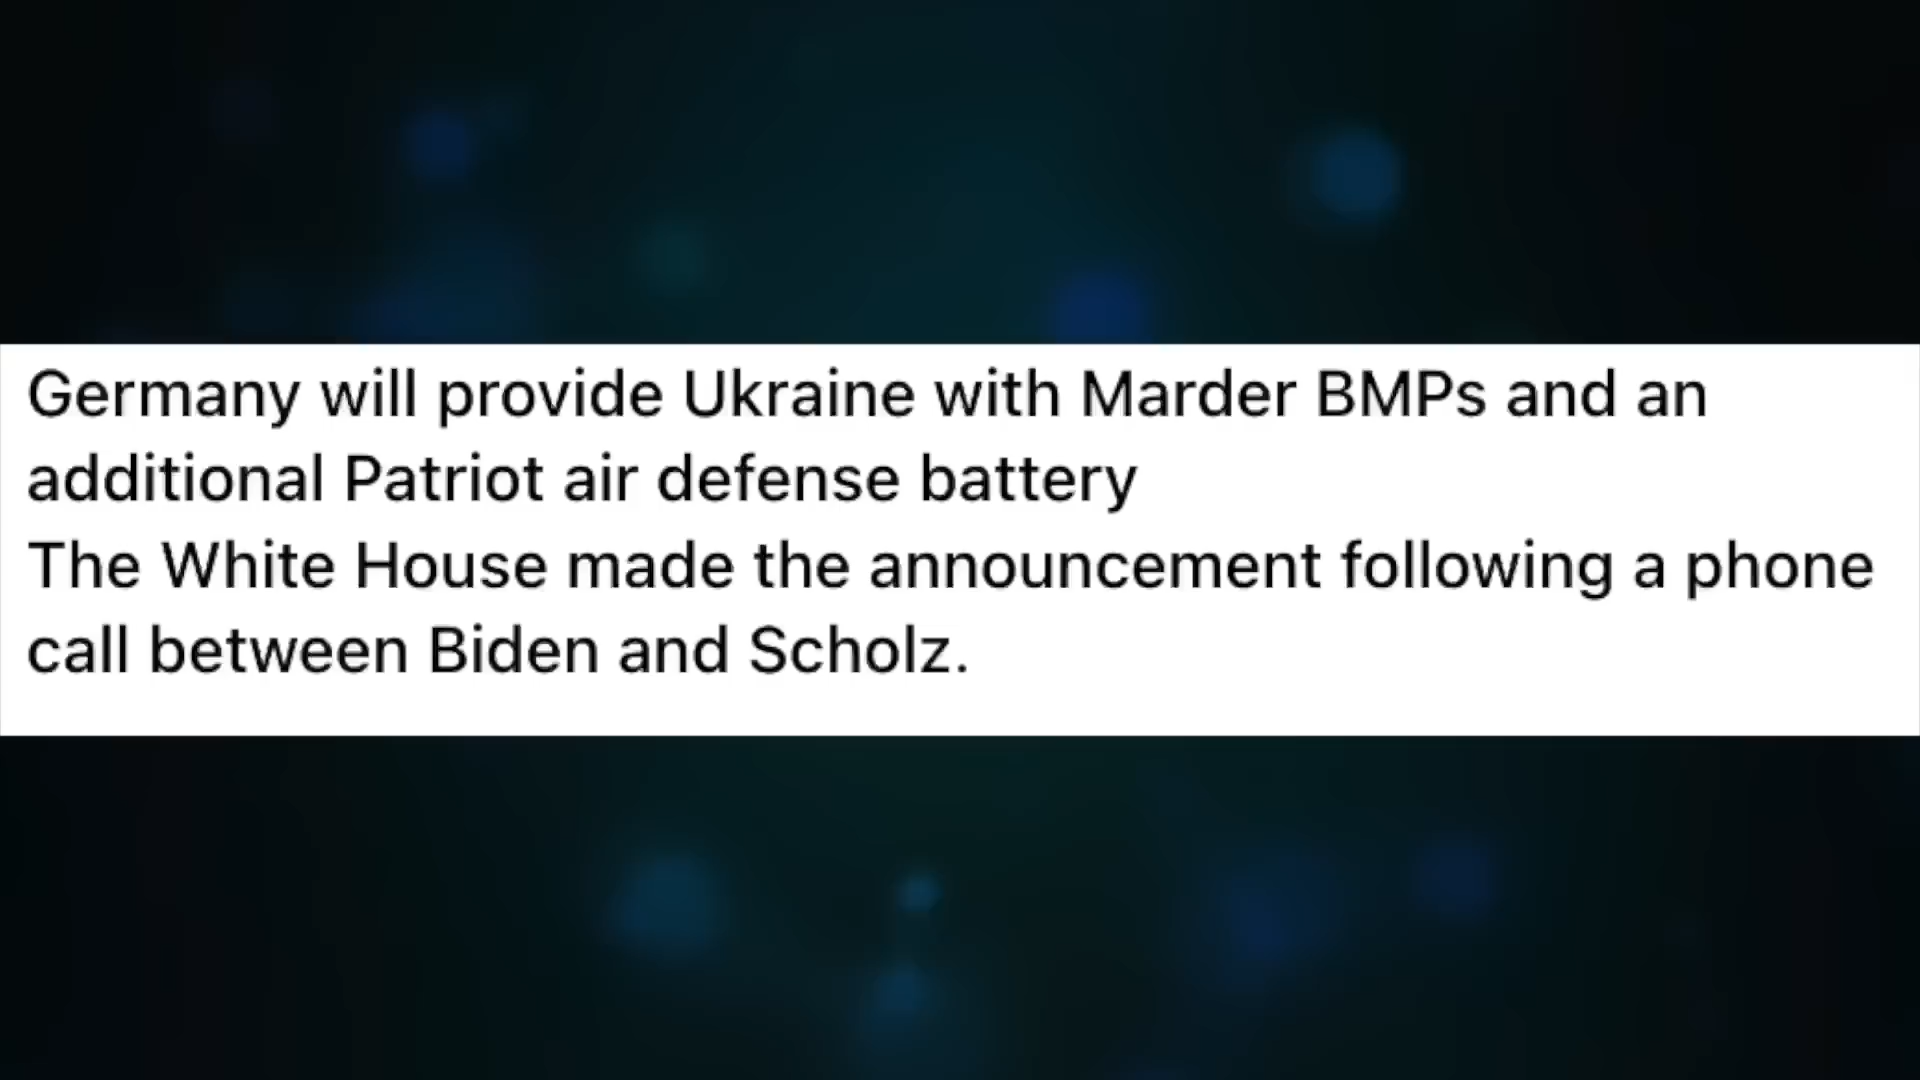 Germany will provide Ukraine with Marder BMPs and an
additional Patriot air defense battery
The White House made the announcement following a phone
call between Biden and Scholz.